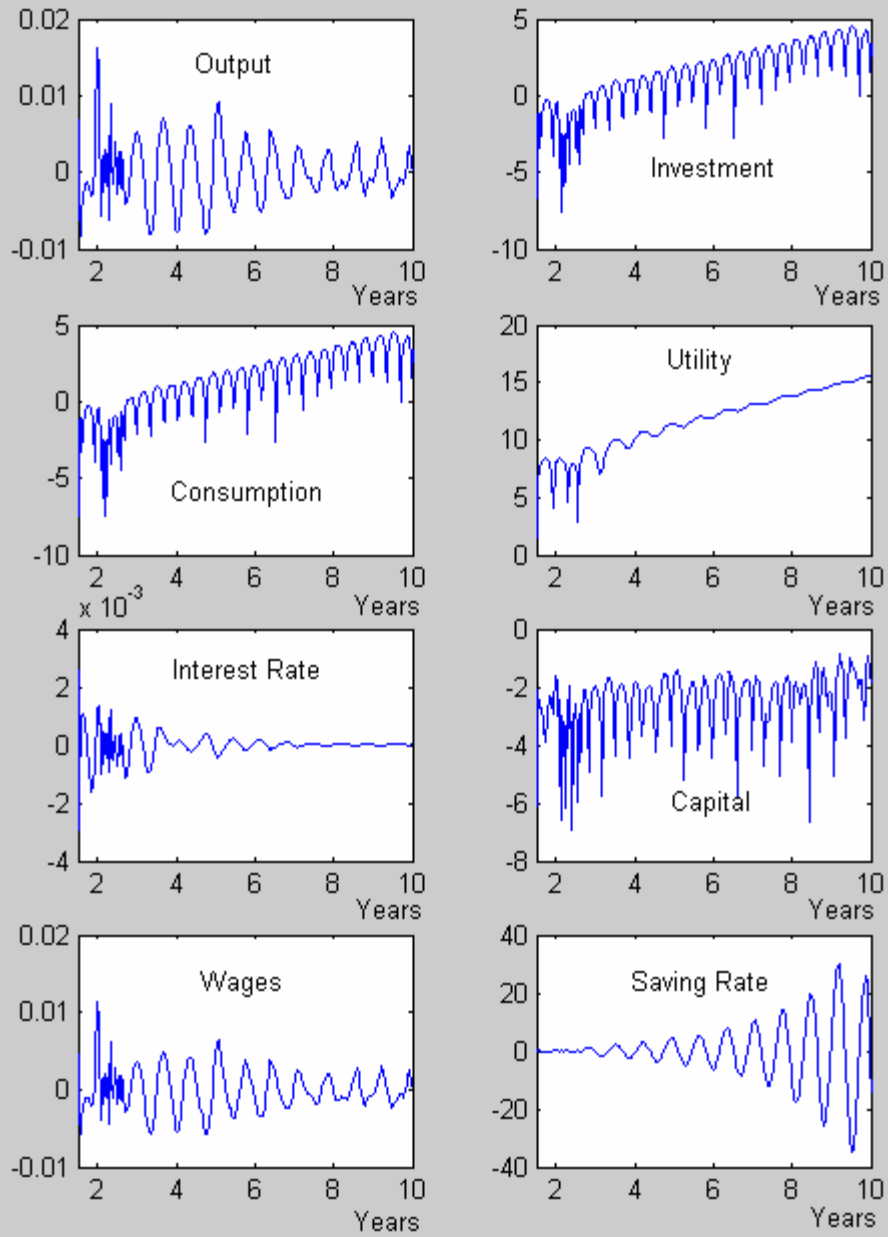 0.02
0.01
0
-0.01
Output
2 4 6 8 10
Years
5
0
-5
-10
Investment
2 4 6 8 10
Years
5
0
-5
-10
Consumption
2 4 6 8 10
Years
20
15
10
5
0
Utility
2 4 6 8 10
Years
x 10-3
4
2
0
-2
-4
Interest Rate
2 4 6 8 10
Years
0
-2
-4
-6
-8
Capital
2 4 6 8 10
Years
0.02
0.01
0
-0.01
Wages
2 4 6 8 10
Years
40
20
0
-20
-40
Saving Rate
2 4 6 8 10
Years